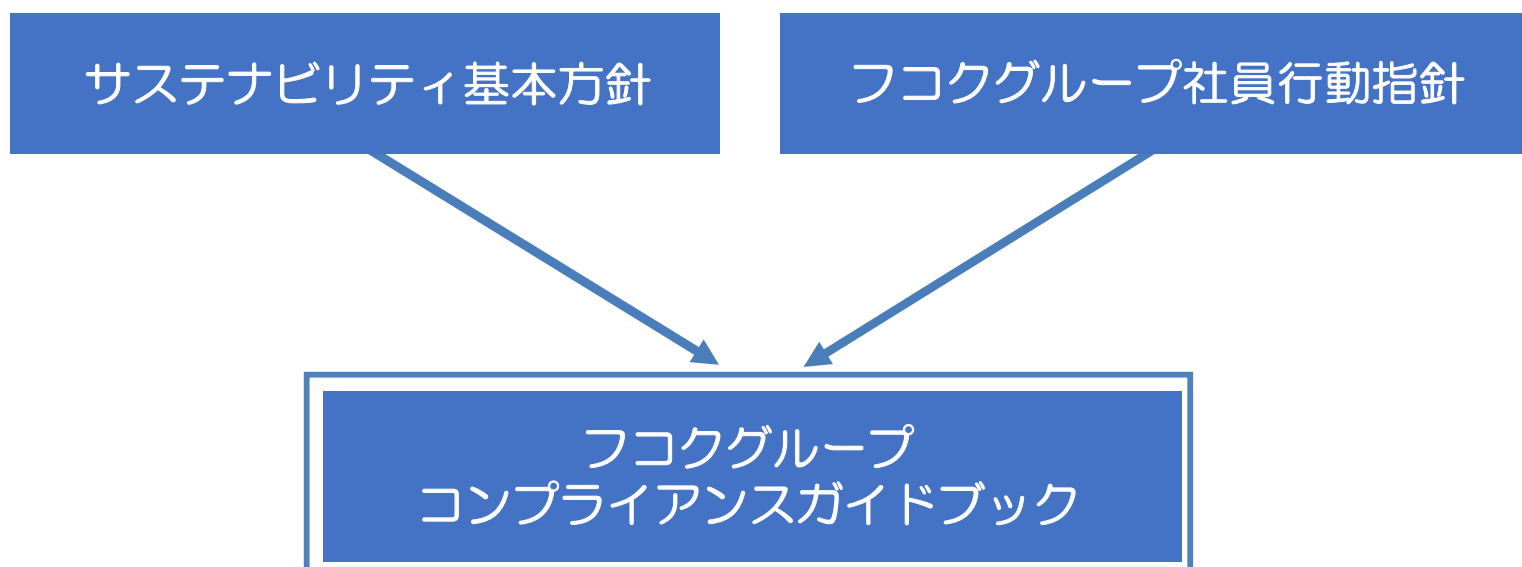 サステナビリティ基本方針
フコクグループ社員行動指針
フコクグループ
コンプライアンスガイドブック